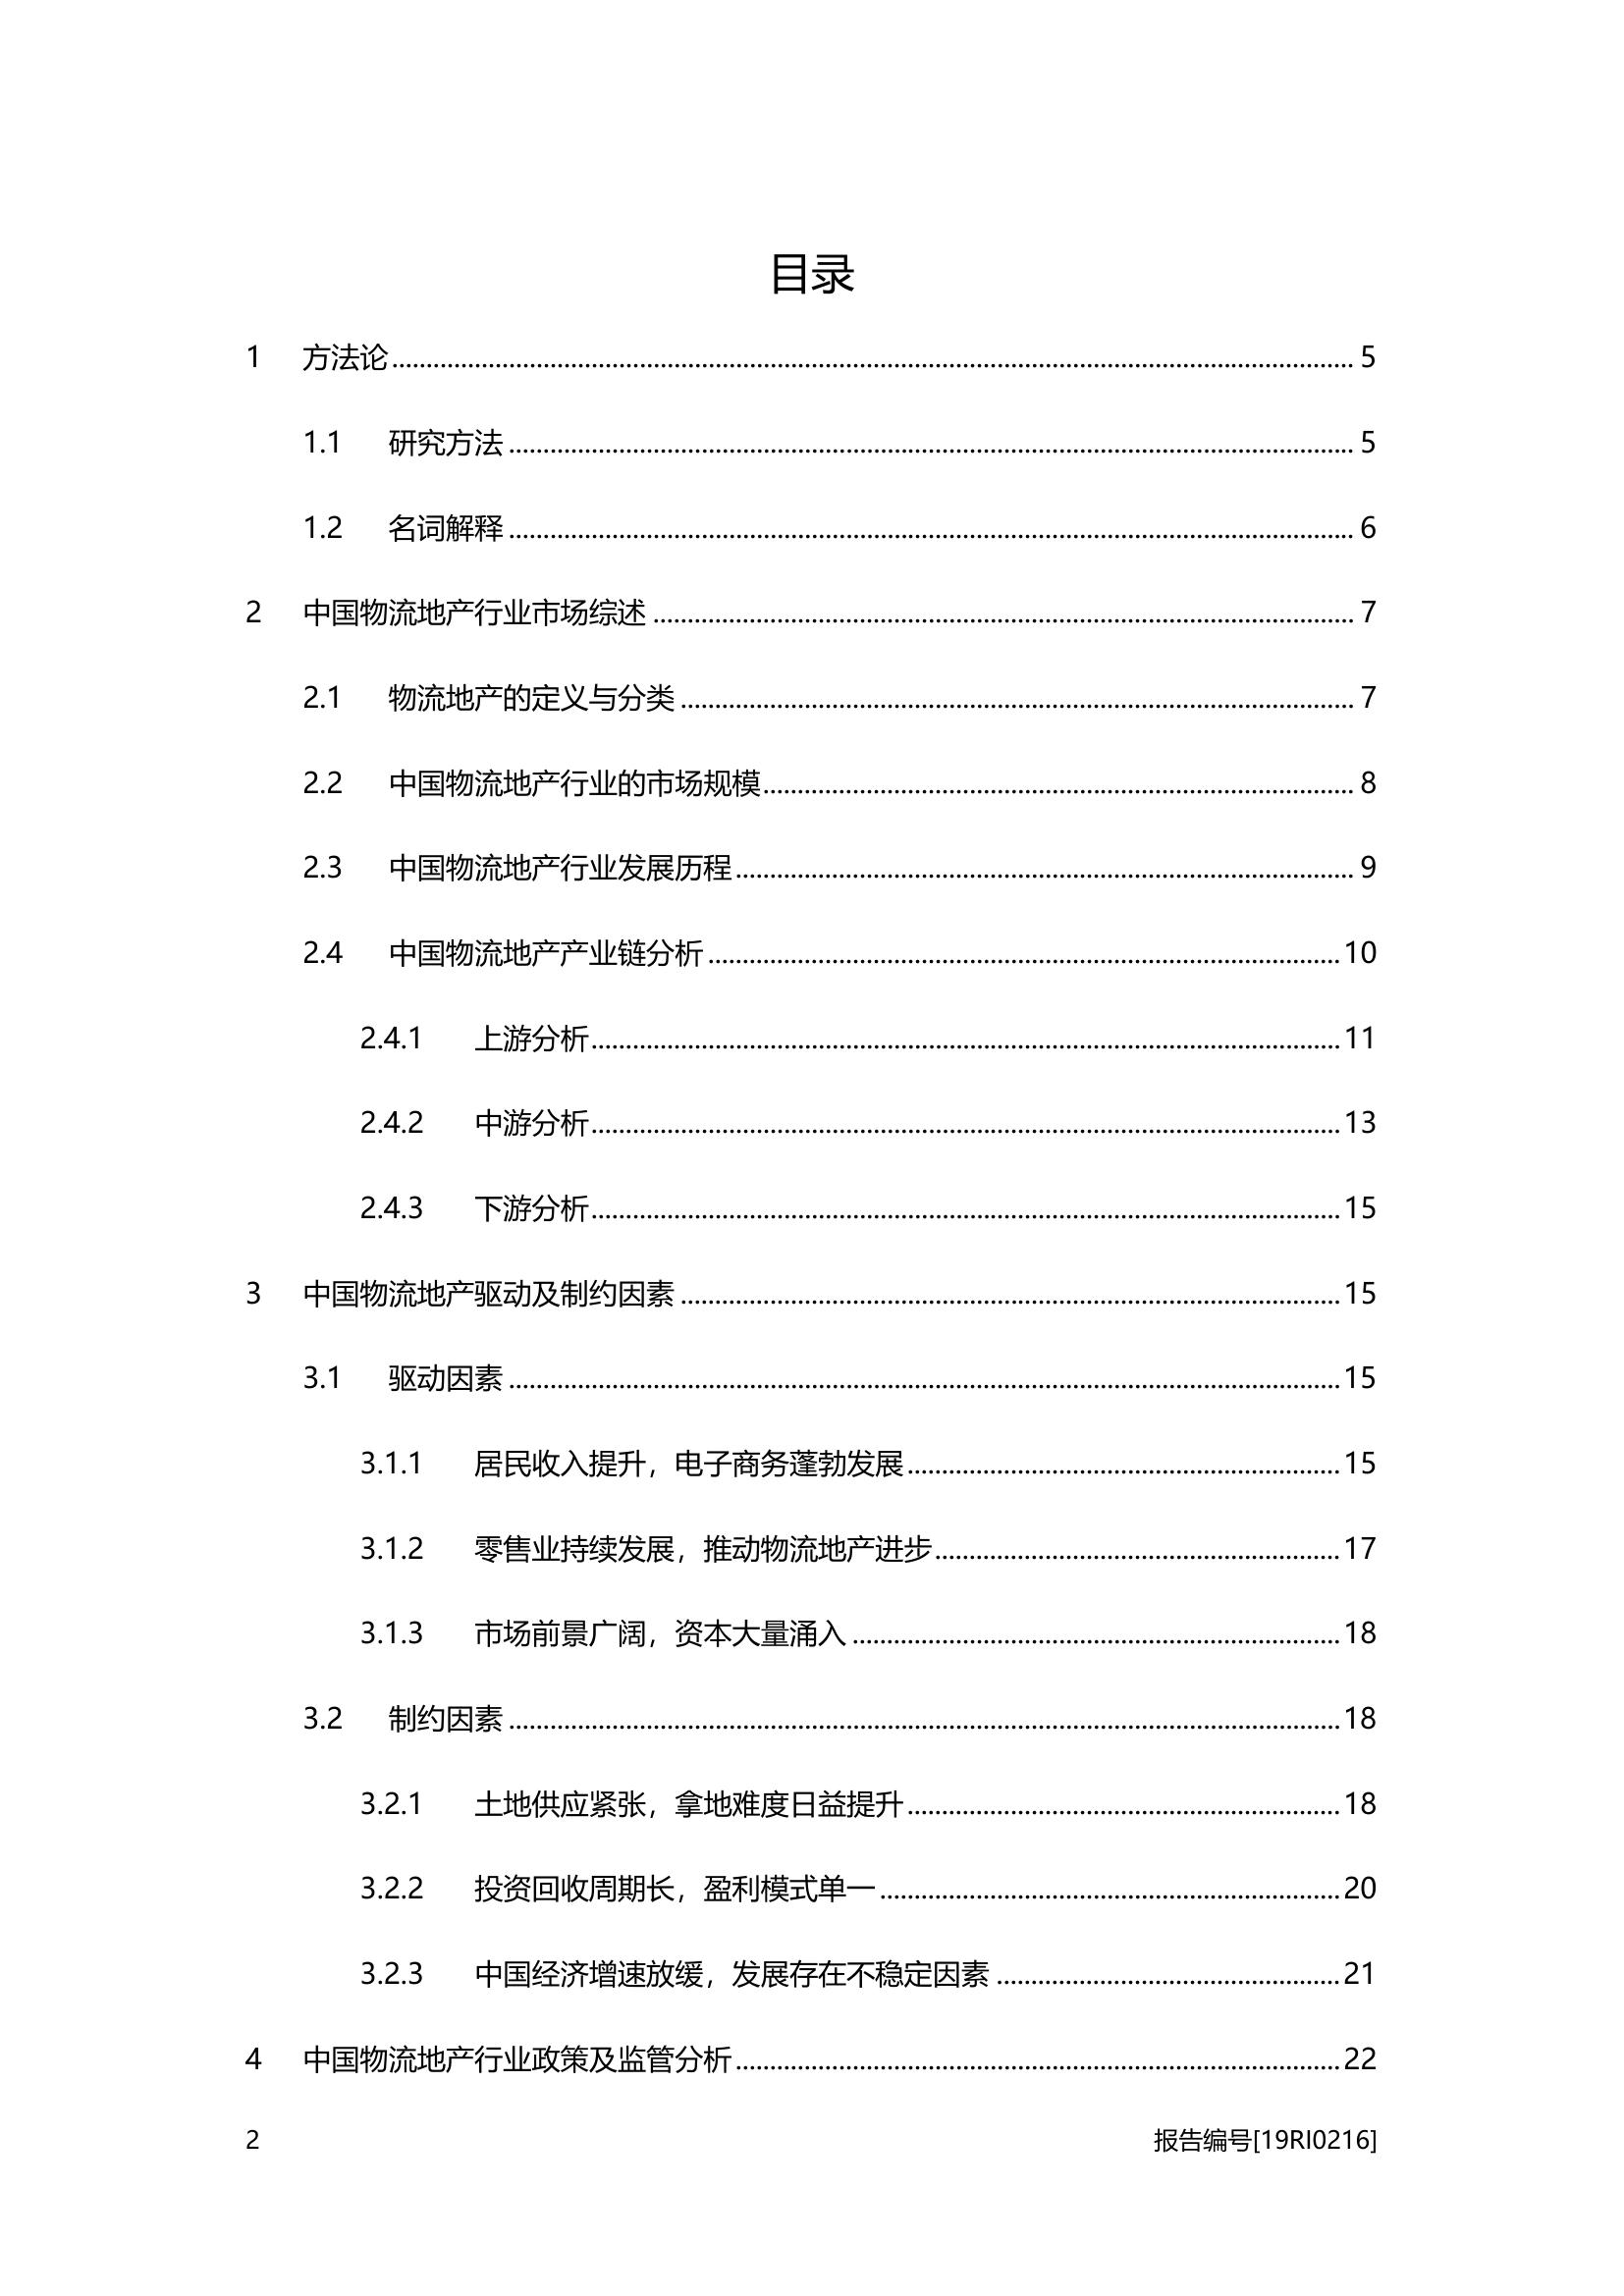 目录
1 方法论 5
1.1 研究方法 5
1.2 名词解释 6
2 中国物流地产行业市场综述 7
2.1 物流地产的定义与分类 7
2.2 中国物流地产行业的市场规模 8
2.3 中国物流地产行业发展历程 9
2.4 中国物流地产产业链分析 10
2.4.1 上游分析 11
2.4.2 中游分析 13
2.4.3 下游分析 15
3 中国物流地产驱动及制约因素 15
3.1 驱动因素 15
3.1.1 居民收入提升，电子商务蓬勃发展 15
3.1.2 零售业持续发展，推动物流地产进步 17
3.1.3 市场前景广阔，资本大量涌入 18
3.2 制约因素 18
3.2.1 土地供应紧张，拿地难度日益提升 18
3.2.2 投资回收周期长，盈利模式单一 20
3.2.3 中国经济增速放缓，发展存在不稳定因素 21
4 中国物流地产行业政策及监管分析 22
2 报告编号[19RI0216]